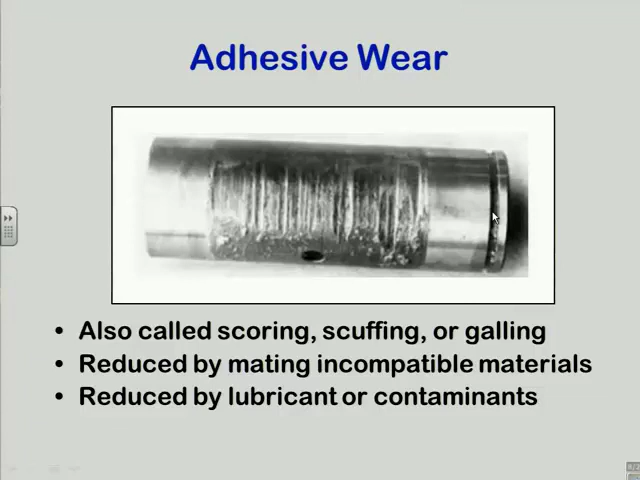 Adhesive Wear
• Also called scoring, scuffing, or galling
• Reduced by mating incompatible materials
• Reduced by lubricant or contaminants